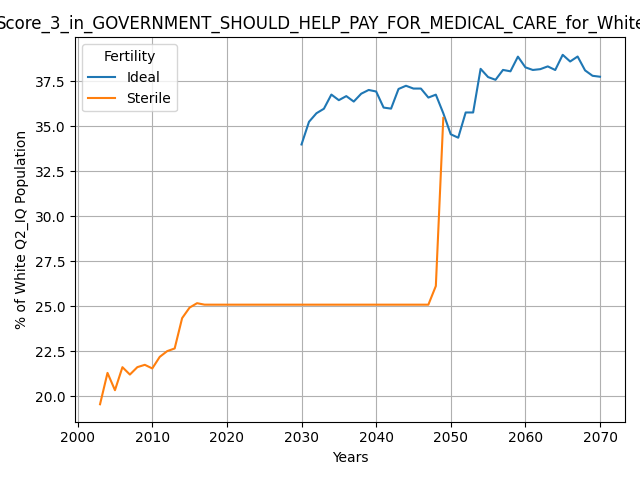 Score_3_in_GOVERNMENT_SHOULD_HELP_PAY_FOR_MEDICAL_CARE_for_White
Fertility
Ideal
Sterile
% of White Q2_IQ Population
37.5
35.0
32.5
30.0
27.5
25.0
22.5
20.0
2000 2010 2020 2030 2040 2050 2060 2070
Years